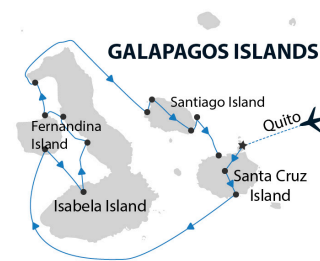 GALAPAGOS ISLANDS
Santiago Island
Quito
Fernandina
Island
Santa Cruz
Island
Isabela Island